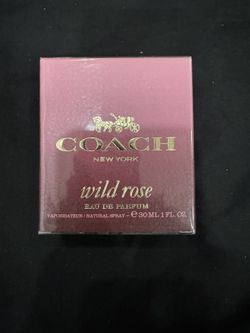 COACH
NEW YORK
wild rose
EAU DE PARFUM
VAPORISATEUR / NATURAL SPRAY - ℮ 30 ML 1 FL. OZ.